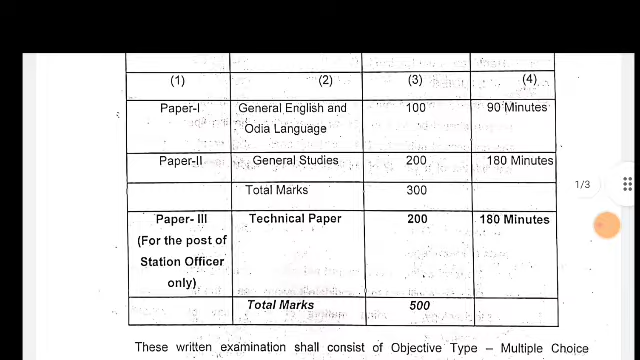 (1) (2) (3) (4)
Paper-I General English and 100 90 Minutes
Odia Language
Paper-II General Studies 200 180 Minutes
Total Marks 300
1/3
Paper- III Technical Paper 200 180 Minutes
(For the post of
Station Officer
only)
Total Marks 500
These written examination shall consist of Objective Type – Multiple Choice